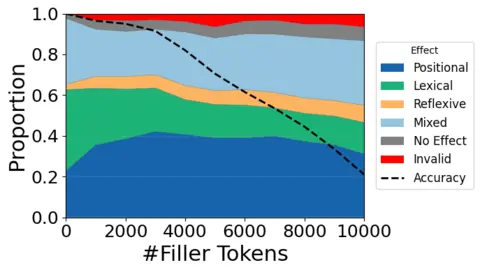 1.0
0.8
0.6
0.4
0.2
0.0
Proportion
0 2000 4000 6000 8000 10000
#Filler Tokens
Effect
Positional
Lexical
Reflexive
Mixed
No Effect
Invalid
Accuracy